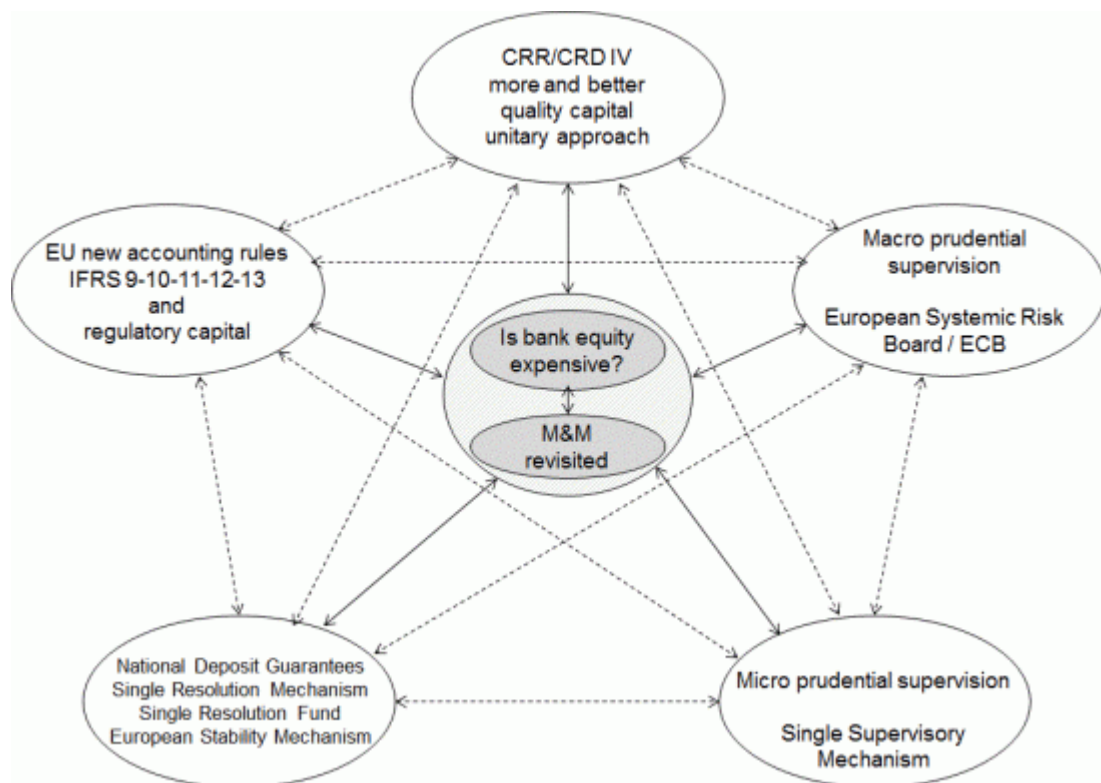 CRR/CRD IV
more and better
quality capital
unitary approach
EU new accounting rules
IFRS 9-10-11-12-13
and
regulatory capital
Macro prudential
supervision
European Systemic Risk
Board / ECB
Is bank equity
expensive?
M&M
revisited
National Deposit Guarantees
Single Resolution Mechanism
Single Resolution Fund
European Stability Mechanism
Micro prudential supervision
Single Supervisory
Mechanism